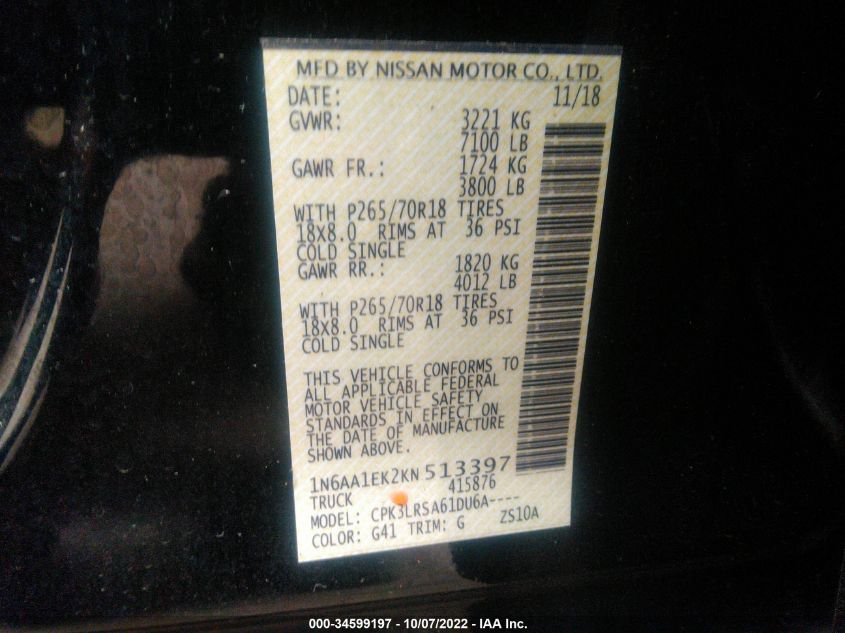 MFD BY NISSAN MOTOR CO., LTD.
DATE: 11/18
GVWR: 3221 KG
7100 LB
GAWR FR.: 1724 KG
3800 LB
WITH P265/70R18 TIRES
18X8.0 RIMS AT 36 PSI
COLD SINGLE
GAWR RR.: 1820 KG
4012 LB
WITH P265/70R18 TIRES
18X8.0 RIMS AT 36 PSI
COLD SINGLE
THIS VEHICLE CONFORMS TO
ALL APPLICABLE FEDERAL
MOTOR VEHICLE SAFETY
STANDARDS IN EFFECT ON
THE DATE OF MANUFACTURE
SHOWN ABOVE.
1N6AA1EK2KN 513397
TRUCK 415876
MODEL: CPK3LRSA61DU6A----
COLOR: G41 TRIM: G ZS10A
000-34599197 - 10/07/2022 - IAA Inc.